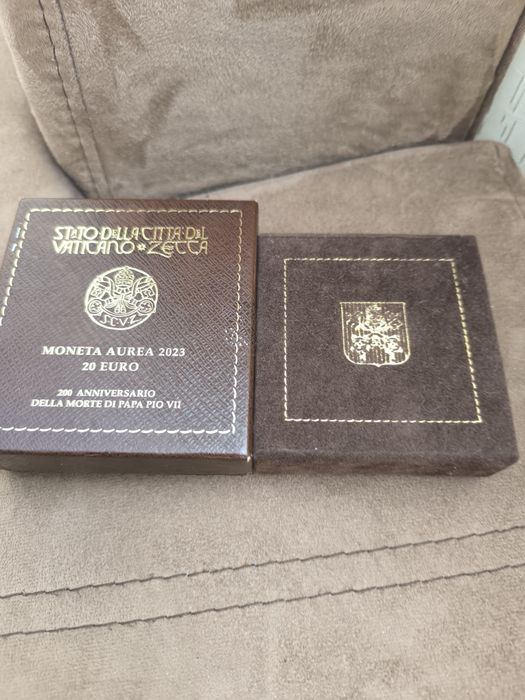 STATO DELLA CITTÀ DEL
VATICANO * ZECCA
S.C.V.Z
MONETA AUREA 2023
20 EURO
200 ANNIVERSARIO
DELLA MORTE DI PAPA PIO VII